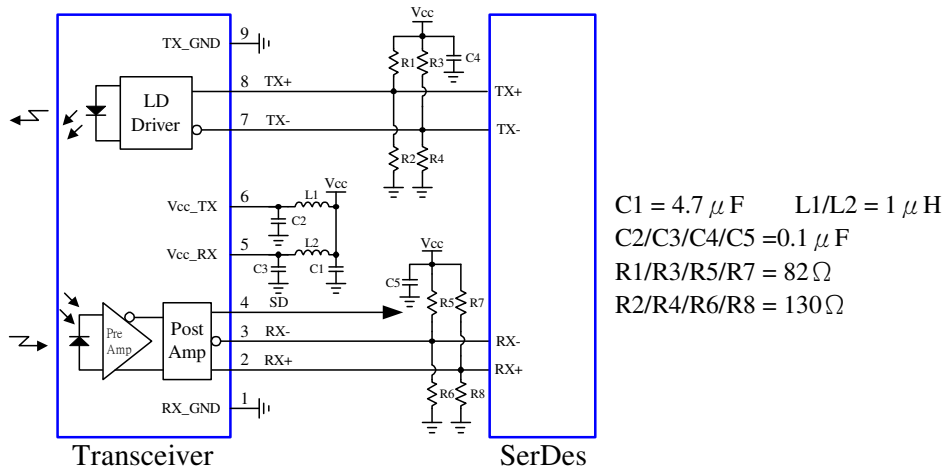 Vcc
TX_GND 9
R1 R3 C4
8 TX+ TX+
LD
Driver
7 TX- TX-
R2 R4
Vcc
6 L1
Vcc_TX
C2
5 L2
Vcc_RX
C3 C1
Vcc
C5
4
SD
R5 R7
Pre
Amp
Post
Amp
3 RX- RX-
2 RX+ RX+
R6 R8
1
RX_GND
Transceiver SerDes
C1 = 4.7 μF L1/L2 = 1 μH
C2/C3/C4/C5 =0.1 μF
R1/R3/R5/R7 = 82Ω
R2/R4/R6/R8 = 130Ω